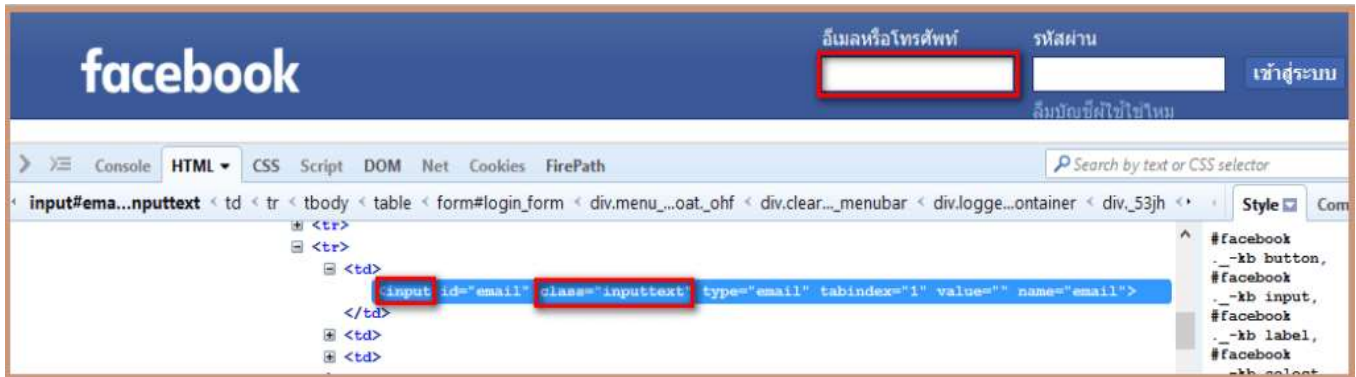 อีเมลหรือโทรศัพท์ รหัสผ่าน
facebook เข้าสู่ระบบ
ลืมบัญชีผู้ใช้ใช่ไหม
Console HTML CSS Script DOM Net Cookies FirePath Search by text or CSS selector
input#ema...nputtext < td < tr < tbody < table < form#login_form < div.menu_...oat._ohf < div.clear..._menubar < div.logge...ontainer < div._53jh < Style Com
<tr>
<tr>
<td>
<input id="email" class="inputtext" type="email" tabindex="1" value="" name="email">
</td>
<td>
<td>
#facebook
._-kb button,
#facebook
._-kb input,
#facebook
._-kb label,
#facebook
._-kb select